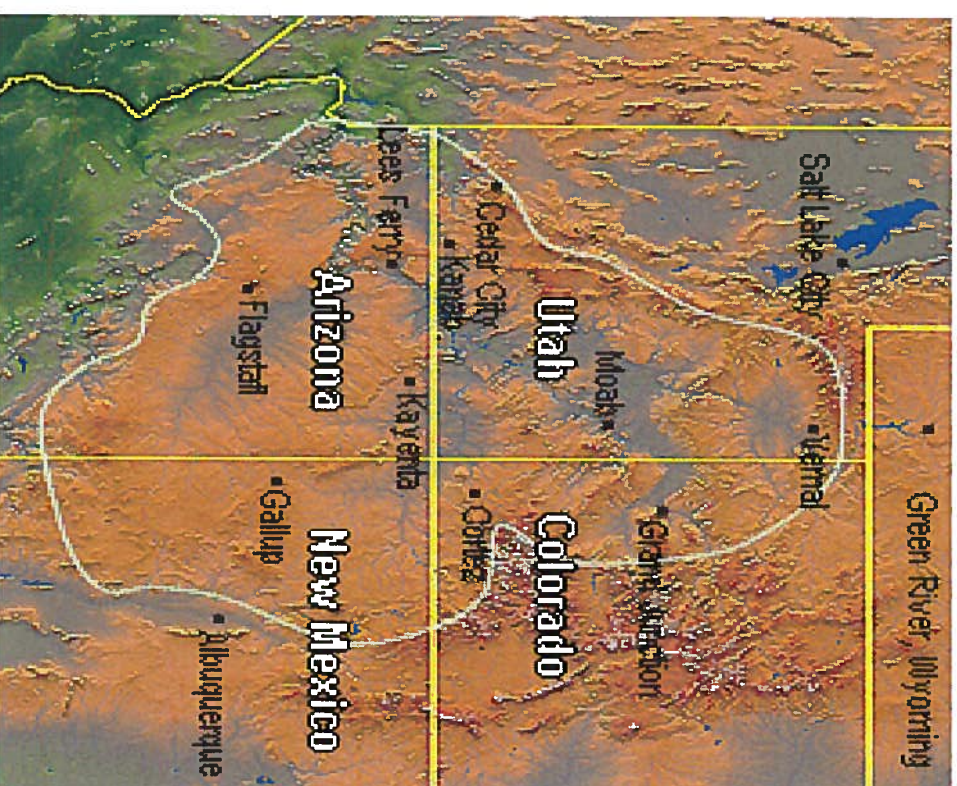 Green River, Wyoming
Salt Lake City
Vernal
Grand Junction
Moab
Utah
Colorado
Cedar City
Cortez
Kanab
Kayenta
Lees Ferry
Arizona
New Mexico
Gallup
Flagstaff
Albuquerque